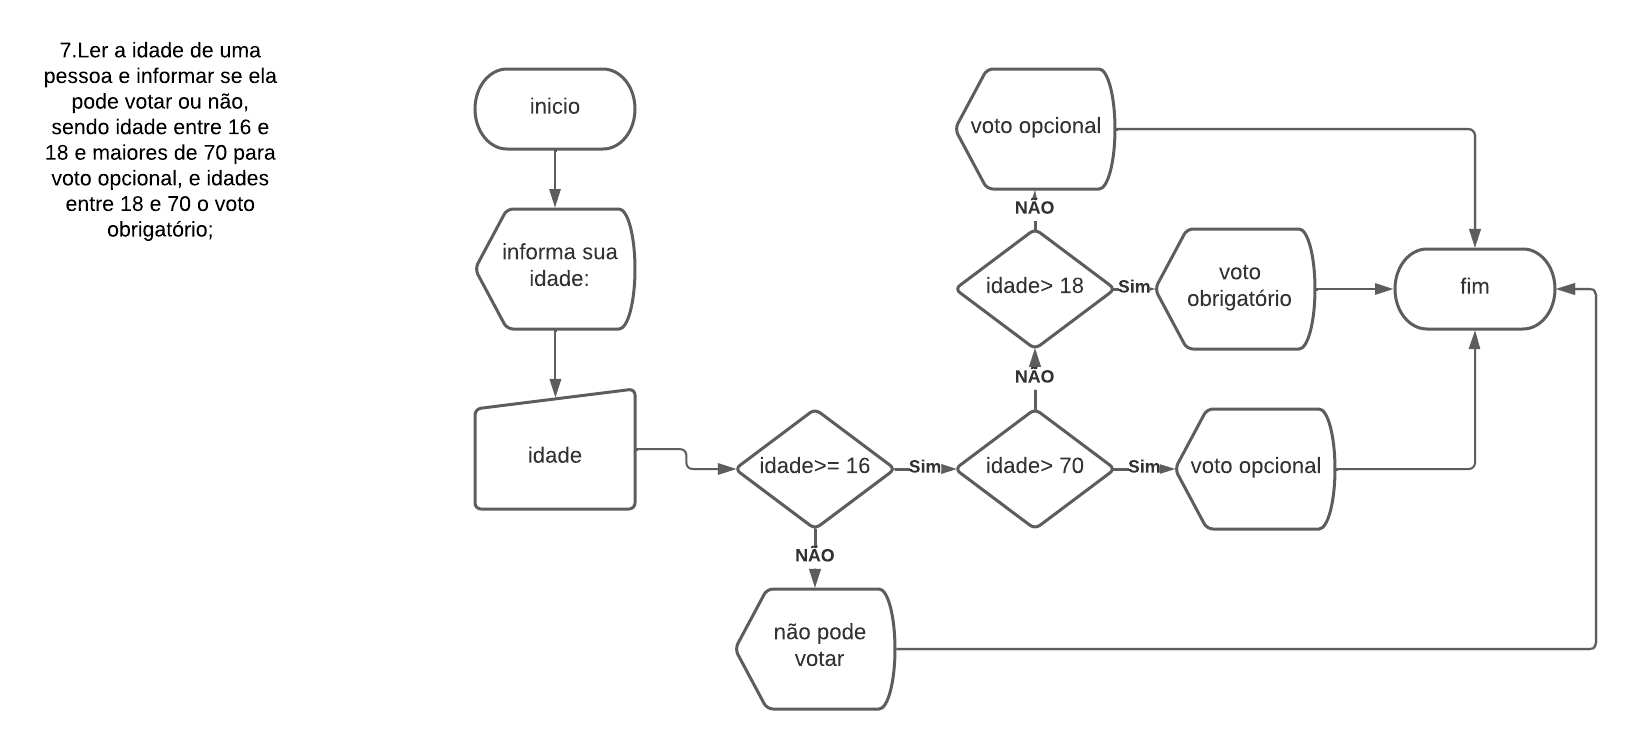 7.Ler a idade de uma
pessoa e informar se ela
pode votar ou não,
sendo idade entre 16 e
18 e maiores de 70 para
voto opcional, e idades
entre 18 e 70 o voto
obrigatório;
inicio
informa sua
idade:
idade
idade>= 16
NÃO
não pode
votar
Sim
idade> 70
Sim
voto opcional
NÃO
idade> 18
Sim
voto
obrigatório
NÃO
voto opcional
fim